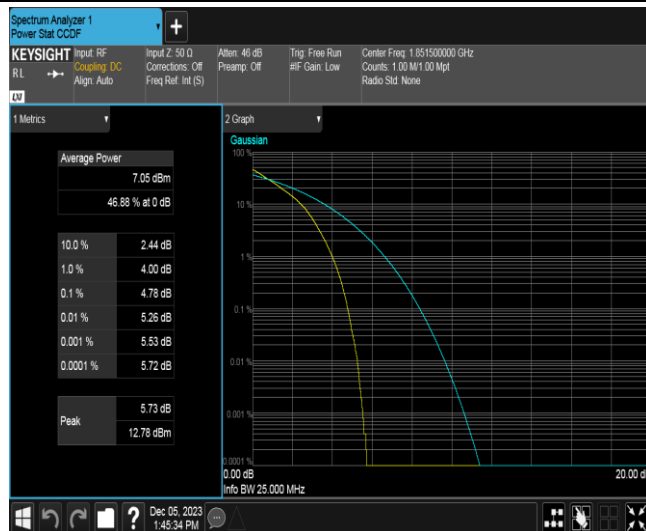 Spectrum Analyzer 1
Power Stat CCDF
+
KEYSIGHT
RL
LXI
Input: RF
Coupling: DC
Align: Auto
Input Z: 50 Ω
Corrections: Off
Freq Ref: Int (S)
Atten: 46 dB
Preamp: Off
Trig: Free Run
#IF Gain: Low
Center Freq: 1.851500000 GHz
Counts: 1.00 M/1.00 Mpt
Radio Std: None
1 Metrics
Average Power
7.05 dBm
46.88 % at 0 dB
10.0 % 2.44 dB
1.0 % 4.00 dB
0.1 % 4.78 dB
0.01 % 5.26 dB
0.001 % 5.53 dB
0.0001 % 5.72 dB
Peak
5.73 dB
12.78 dBm
2 Graph
Gaussian
100 %
10 %
1 %
0.1 %
0.01 %
0.001 %
0.0001 %
0.00 dB
20.00 d
Info BW 25.000 MHz
?
Dec 05, 2023
1:45:34 PM